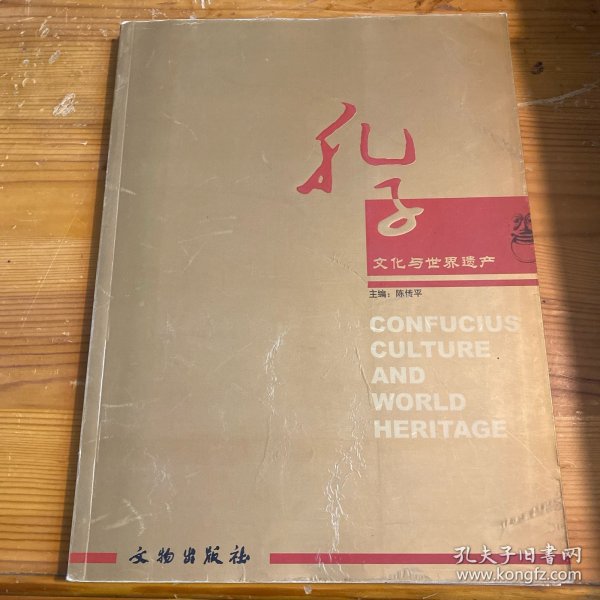 孔子
文化与世界遗产
主编：陈传平
CONFUCIUS
CULTURE
AND
WORLD
HERITAGE
文物出版社
孔夫子旧书网
www.kongfz.com